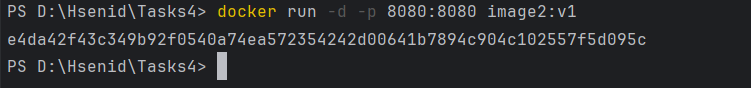 PS D:\Hsenid\Tasks4> docker run -d -p 8080:8080 image2:v1
e4da42f43c349b92f0540a74ea572354242d00641b7894c904c102557f5d095c
PS D:\Hsenid\Tasks4>